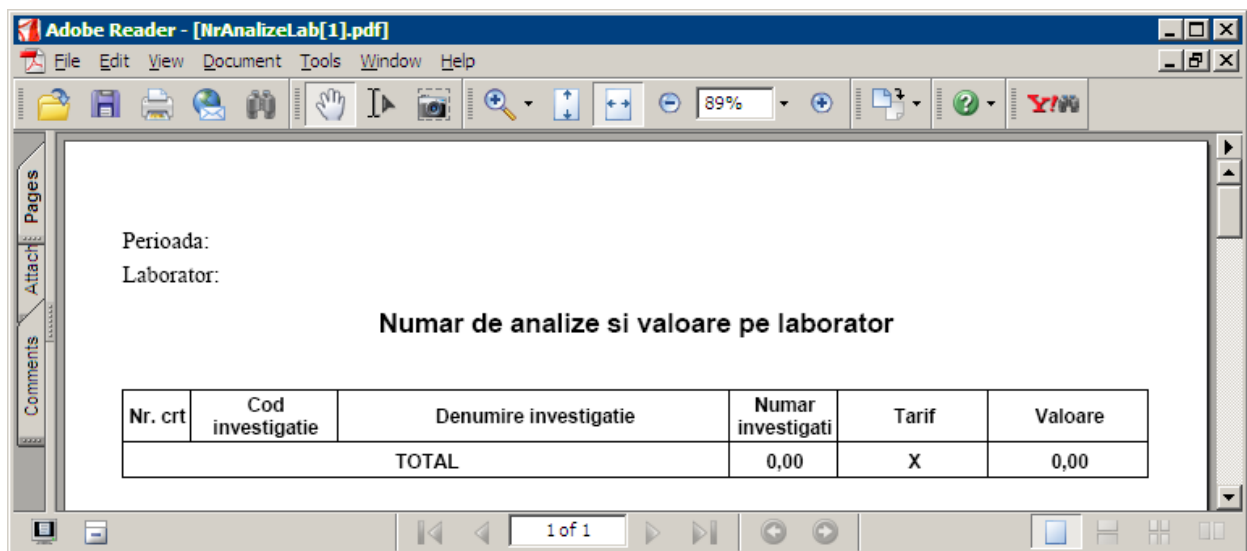 Adobe Reader - [NrAnalizeLab[1].pdf]
File Edit View Document Tools Window Help
89%
Y!
Pages
Attach
Comments
Perioada:
Laborator:
Numar de analize si valoare pe laborator
Nr. crt
Cod
investigatie
Denumire investigatie
Numar
investigati
Tarif
Valoare
TOTAL 0,00 X 0,00
1 of 1